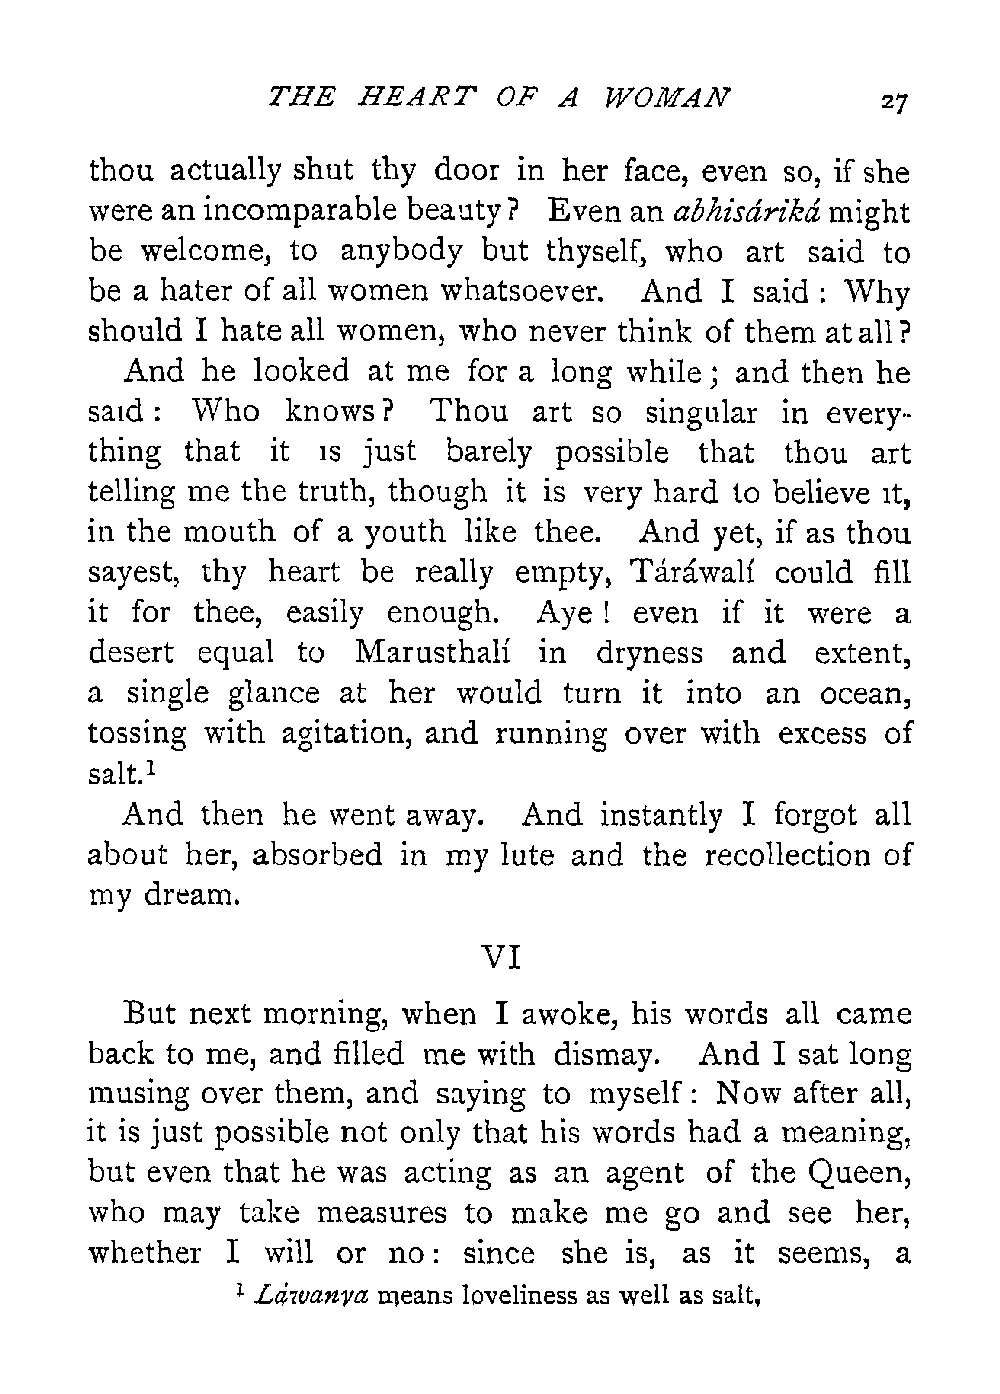 THE HEART OF A WOMAN 27
thou actually shut thy door in her face, even so, if she
were an incomparable beauty? Even an abhisáriká might
be welcome, to anybody but thyself, who art said to
be a hater of all women whatsoever. And I said: Why
should I hate all women, who never think of them at all?
And he looked at me for a long while; and then he
said: Who knows? Thou art so singular in every-
thing that it is just barely possible that thou art
telling me the truth, though it is very hard to believe it,
in the mouth of a youth like thee. And yet, if as thou
sayest, thy heart be really empty, Táráwalí could fill
it for thee, easily enough. Aye! even if it were a
desert equal to Marusthalí in dryness and extent,
a single glance at her would turn it into an ocean,
tossing with agitation, and running over with excess of
salt.¹
And then he went away. And instantly I forgot all
about her, absorbed in my lute and the recollection of
my dream.
VI
But next morning, when I awoke, his words all came
back to me, and filled me with dismay. And I sat long
musing over them, and saying to myself: Now after all,
it is just possible not only that his words had a meaning,
but even that he was acting as an agent of the Queen,
who may take measures to make me go and see her,
whether I will or no: since she is, as it seems, a
¹ Láwanya means loveliness as well as salt,